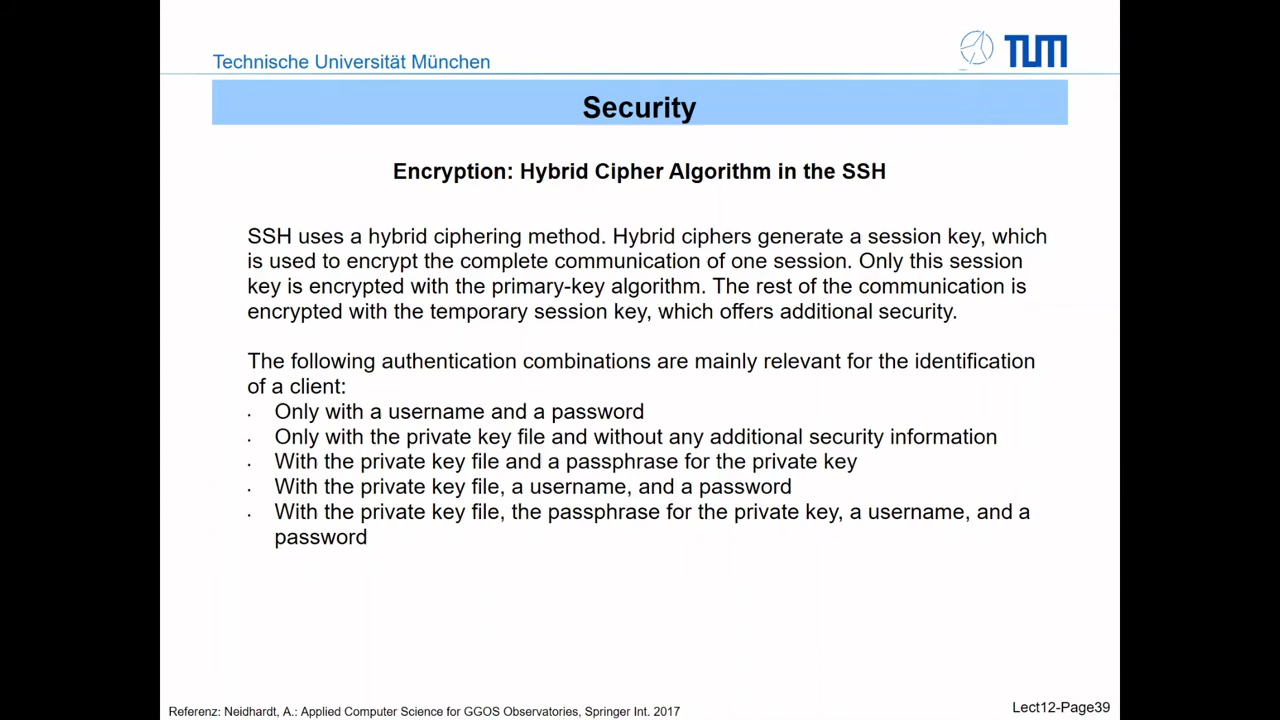 Technische Universität München
TUM
Security
Encryption: Hybrid Cipher Algorithm in the SSH
SSH uses a hybrid ciphering method. Hybrid ciphers generate a session key, which
is used to encrypt the complete communication of one session. Only this session
key is encrypted with the primary-key algorithm. The rest of the communication is
encrypted with the temporary session key, which offers additional security.
The following authentication combinations are mainly relevant for the identification
of a client:
· Only with a username and a password
· Only with the private key file and without any additional security information
· With the private key file and a passphrase for the private key
· With the private key file, a username, and a password
· With the private key file, the passphrase for the private key, a username, and a
password
Referenz: Neidhardt, A.: Applied Computer Science for GGOS Observatories, Springer Int. 2017
Lect12-Page39